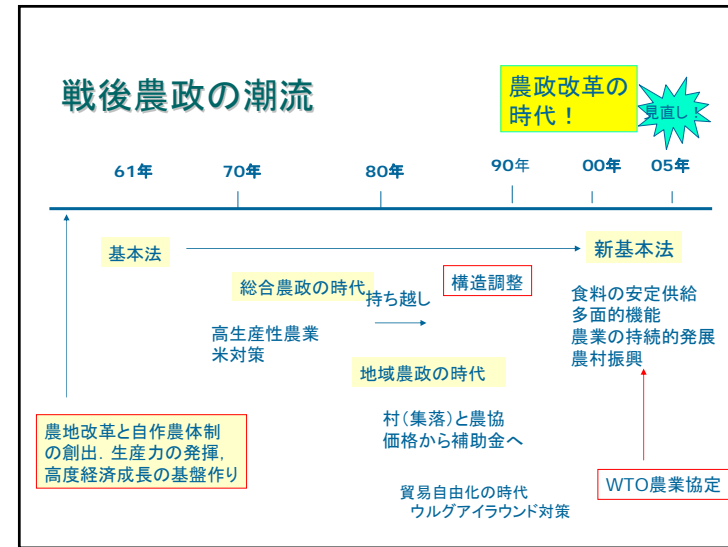 戦後農政の潮流
農政改革の
時代！
見直し！
61年
70年
80年
90年
00年
05年
基本法
新基本法
総合農政の時代
持ち越し
構造調整
高生産性農業
米対策
食料の安定供給
多面的機能
農業の持続的発展
農村振興
地域農政の時代
村（集落）と農協
価格から補助金へ
農地改革と自作農体制
の創出．生産力の発揮，
高度経済成長の基盤作り
貿易自由化の時代
ウルグアイラウンド対策
WTO農業協定